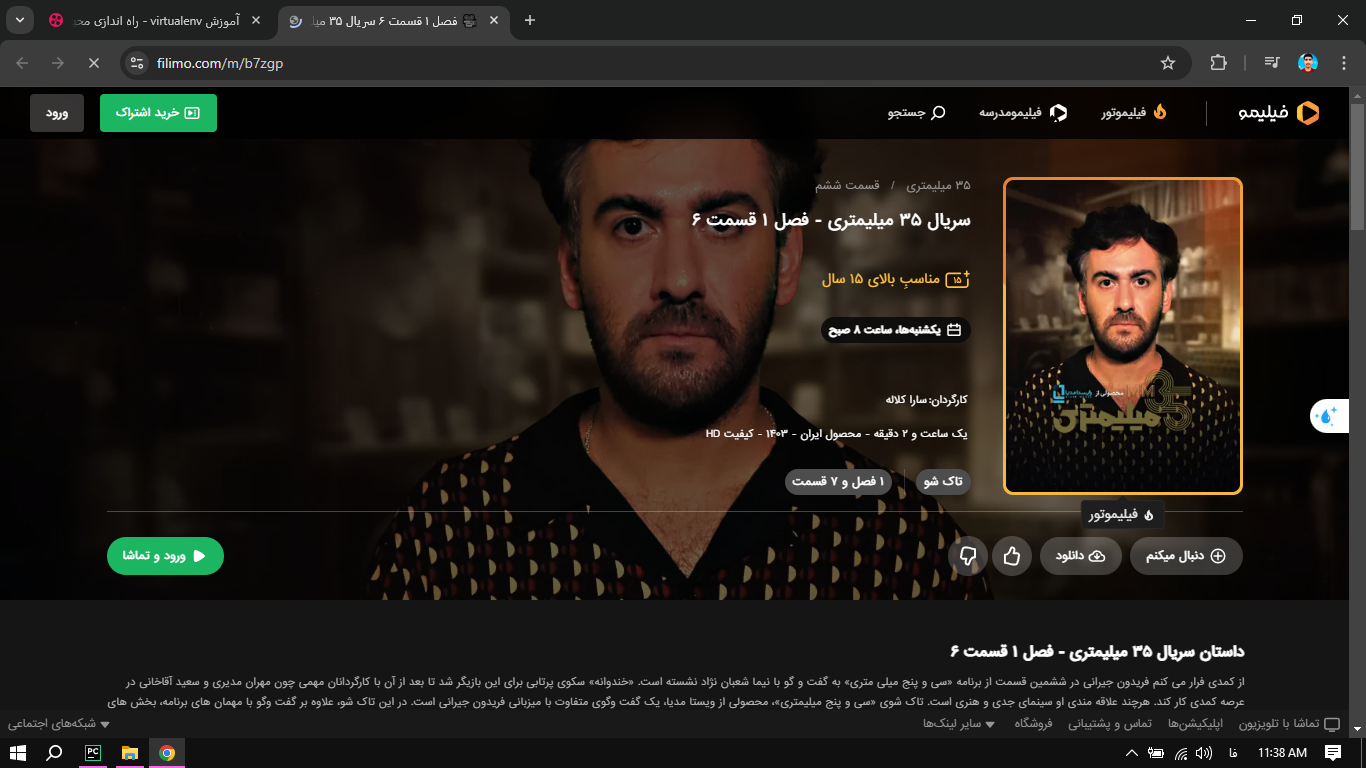 آموزش virtualenv - راه اندازی محی
فصل ۱ قسمت ۶ سریال ۳۵ میلی
filimo.com/m/b7zgp
فیلیمو
فیلیموتور
فیلیمومدرسه
جستجو
خرید اشتراک
ورود
۳۵ میلیمتری / قسمت ششم
سریال ۳۵ میلیمتری - فصل ۱ قسمت ۶
۱۵+ مناسبِ بالای ۱۵ سال
یکشنبه‌ها، ساعت ۸ صبح
کارگردان: سارا کلاله
یک ساعت و ۲ دقیقه - محصول ایران - ۱۴۰۳ - کیفیت HD
تاک شو
۱ فصل و ۷ قسمت
محصولی از
35 MM
میلیمتری
فیلیموتور
دنبال میکنم
دانلود
ورود و تماشا
داستان سریال ۳۵ میلیمتری - فصل ۱ قسمت ۶
از کمدی فرار می کنم فریدون جیرانی در ششمین قسمت از برنامه «سی و پنج میلی متری» به گفت و گو با نیما شعبان نژاد نشسته است. «خندوانه» سکوی پرتابی برای این بازیگر شد تا بعد از آن با کارگردانان مهمی چون مهران مدیری و سعید آقاخانی در
عرصه کمدی کار کند. هرچند علاقه مندی او سینمای جدی و هنری است. تاک شوی «سی و پنج میلیمتری»، محصولی از ویستا مدیا، یک گفت وگوی متفاوت با میزبانی فریدون جیرانی است. در این تاک شو، علاوه بر گفت وگو با مهمان های برنامه، بخش های
تماشا با تلویزیون
اپلیکیشن‌ها
تماس و پشتیبانی
فروشگاه
سایر لینک‌ها
شبکه‌های اجتماعی
PC
فا
11:38 AM